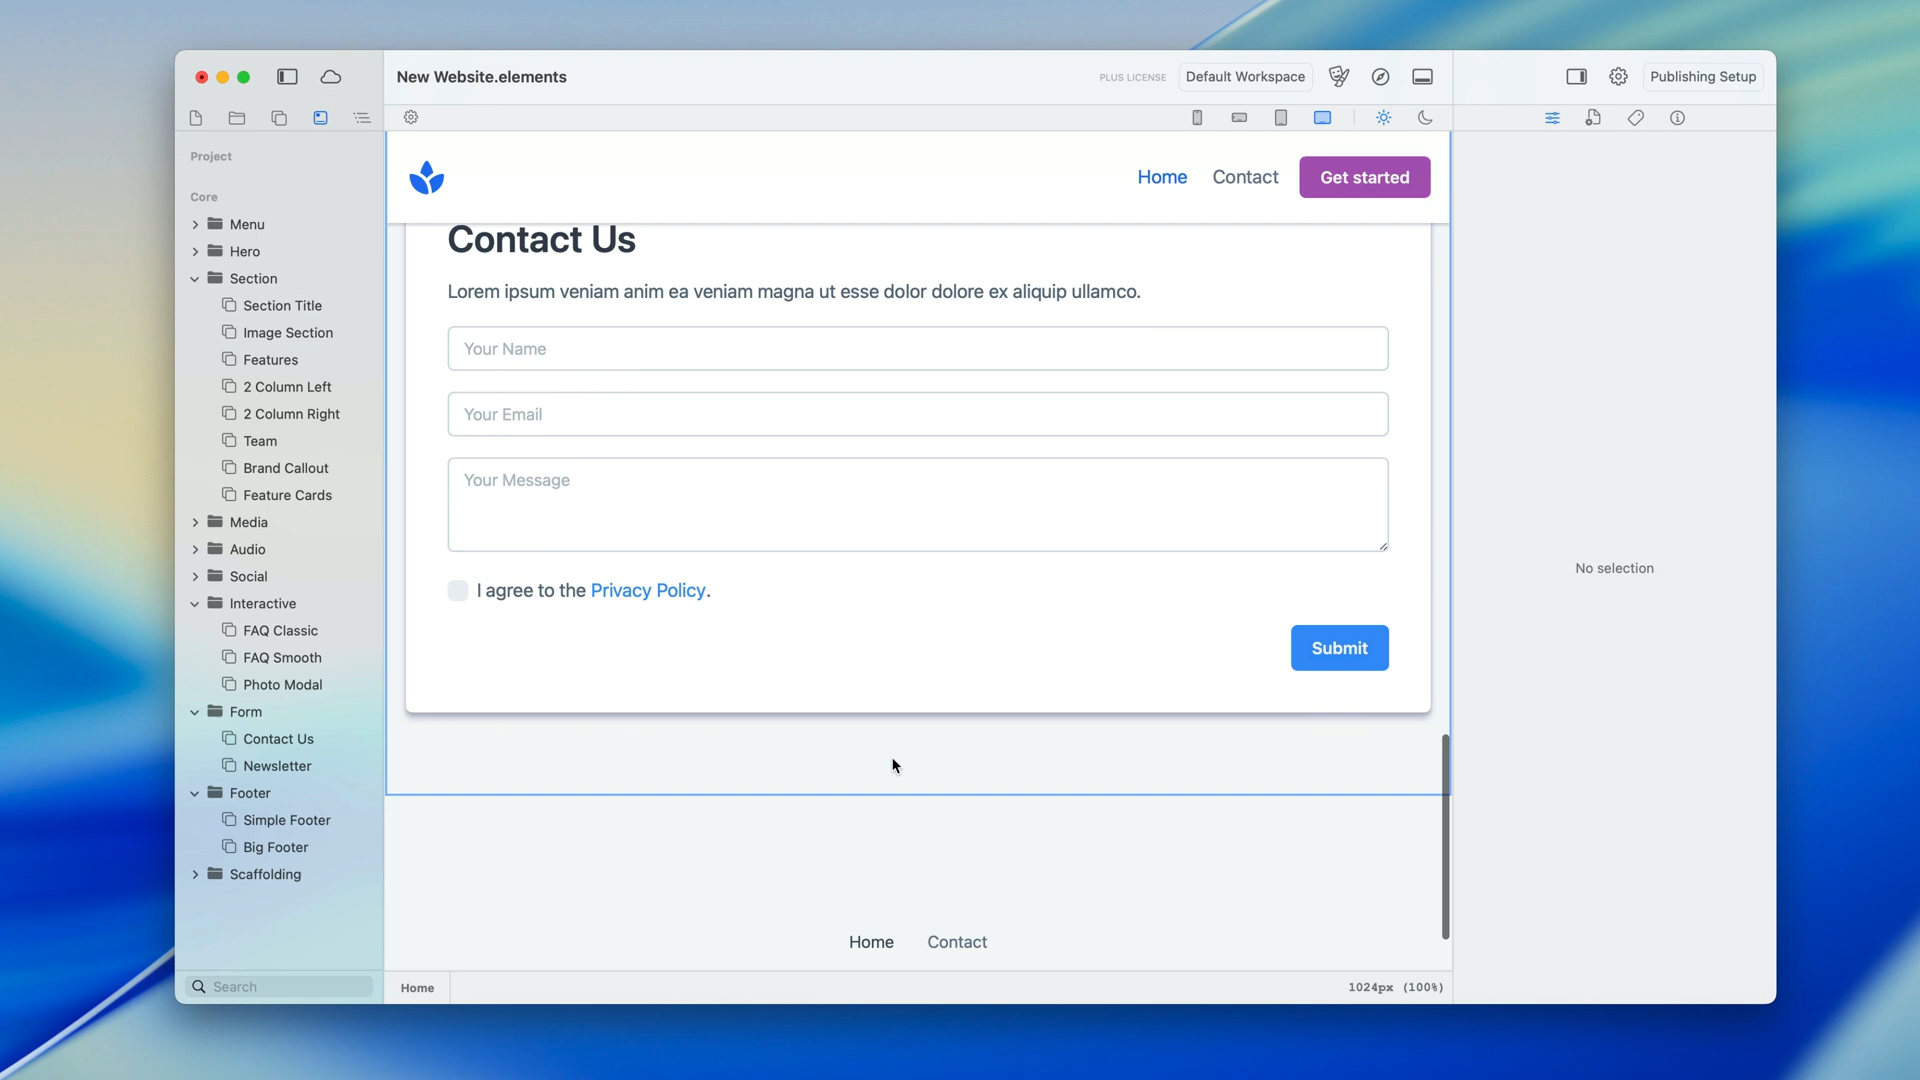 New Website.elements
PLUS LICENSE
Default Workspace
Publishing Setup
Project
Core
Menu
Hero
Section
Section Title
Image Section
Features
2 Column Left
2 Column Right
Team
Brand Callout
Feature Cards
Media
Audio
Social
Interactive
FAQ Classic
FAQ Smooth
Photo Modal
Form
Contact Us
Newsletter
Footer
Simple Footer
Big Footer
Scaffolding
Search
Home
Contact
Get started
Contact Us
Lorem ipsum veniam anim ea veniam magna ut esse dolor dolore ex aliquip ullamco.
Your Name
Your Email
Your Message
I agree to the Privacy Policy.
Submit
Home
Contact
Home
1024px (100%)
No selection